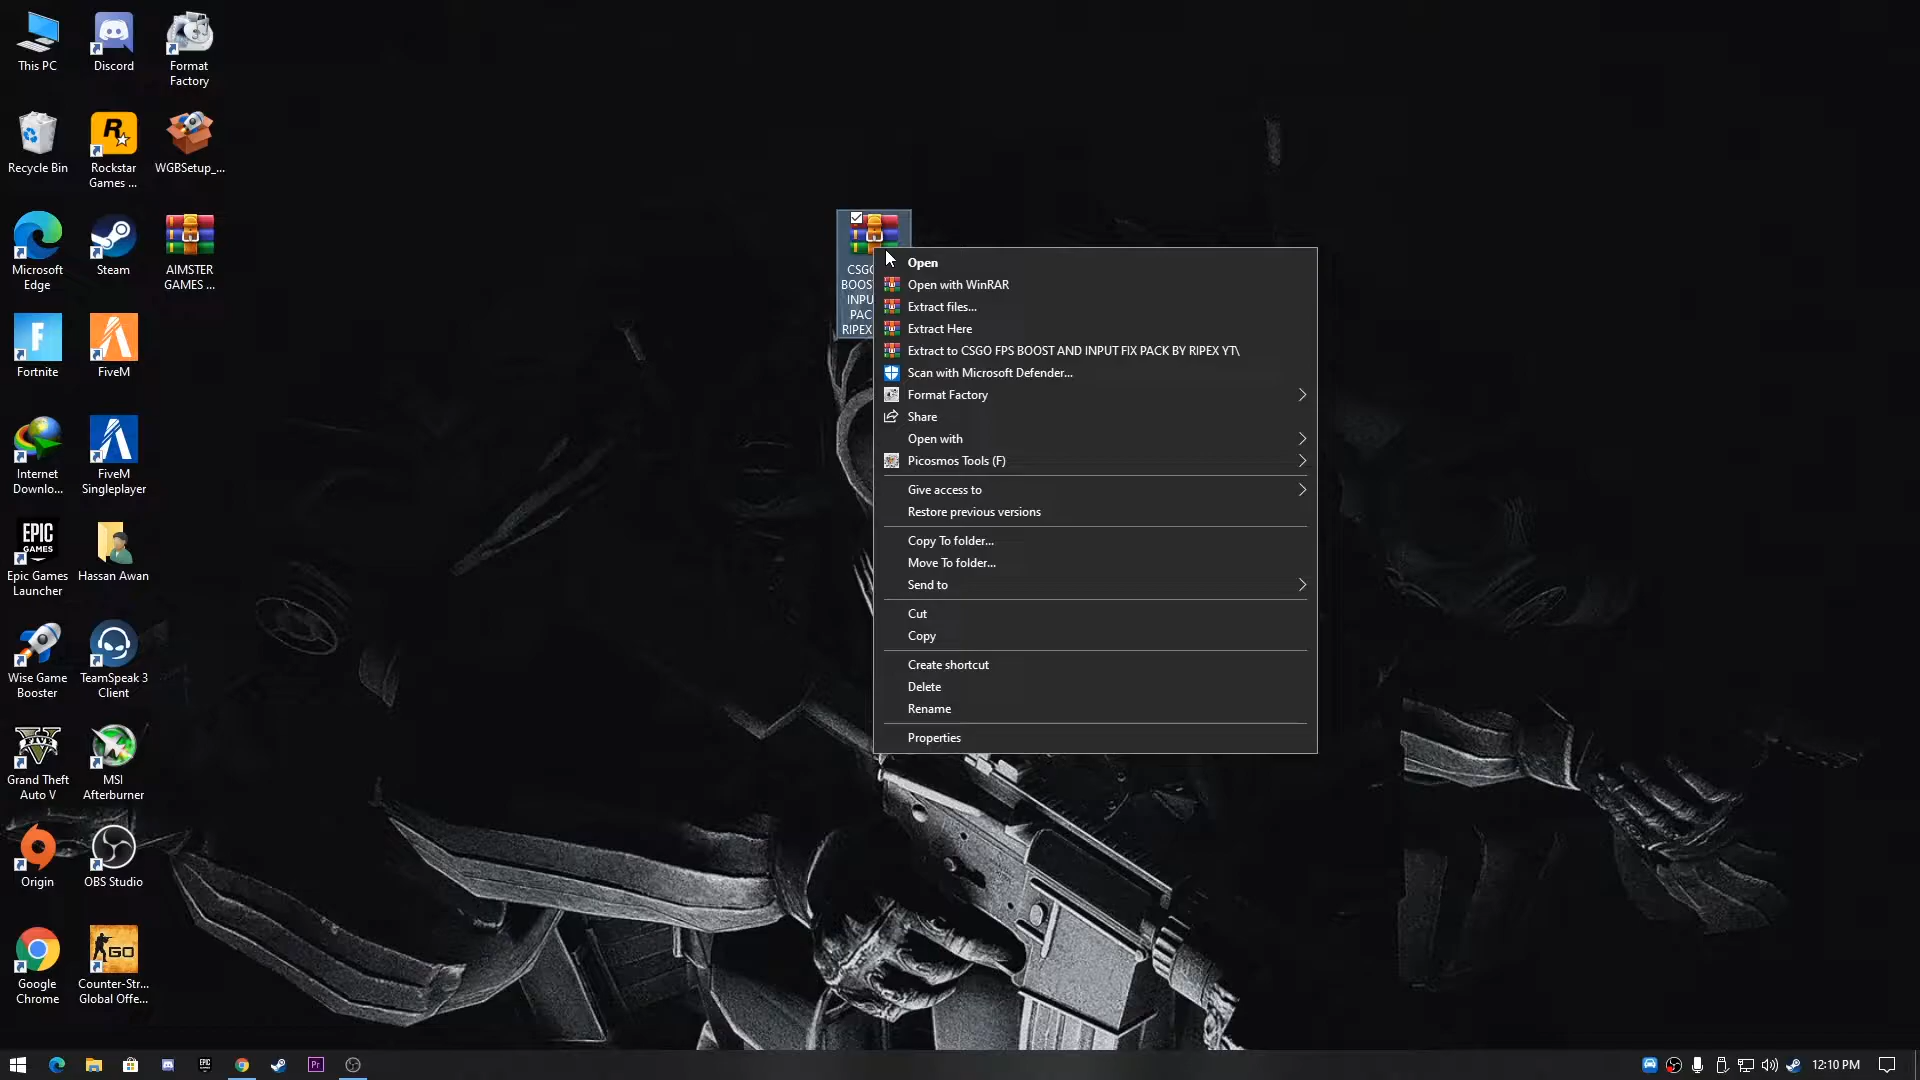 This PC
Discord
Format
Factory
Recycle Bin
Rockstar
Games ...
WGBSetup_...
Microsoft
Edge
Steam
AIMSTER
GAMES ...
Fortnite
FiveM
Internet
Downlo...
FiveM
Singleplayer
EPIC
GAMES
Epic Games
Launcher
Hassan Awan
Wise Game
Booster
TeamSpeak 3
Client
FIVE
Grand Theft
Auto V
MSI
Afterburner
Origin
OBS Studio
Google
Chrome
GO
Counter-Str...
Global Offe...
CSGO
BOOS
INPU
PAC
RIPEX
Open
Open with WinRAR
Extract files...
Extract Here
Extract to CSGO FPS BOOST AND INPUT FIX PACK BY RIPEX YT\
Scan with Microsoft Defender...
Format Factory
Share
Open with
Picosmos Tools (F)
Give access to
Restore previous versions
Copy To folder...
Move To folder...
Send to
Cut
Copy
Create shortcut
Delete
Rename
Properties
Pr
12:10 PM